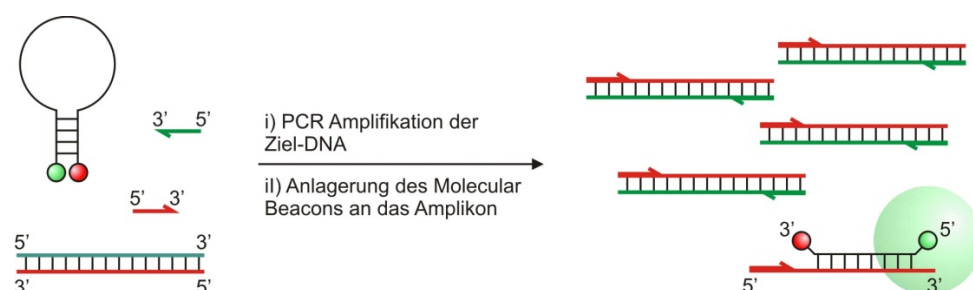 3’ 5’
5’ 3’
5’ 3’
3’ 5’
i) PCR Amplifikation der
Ziel-DNA
ii) Anlagerung des Molecular
Beacons an das Amplikon
3’ 5’
5’ 3’